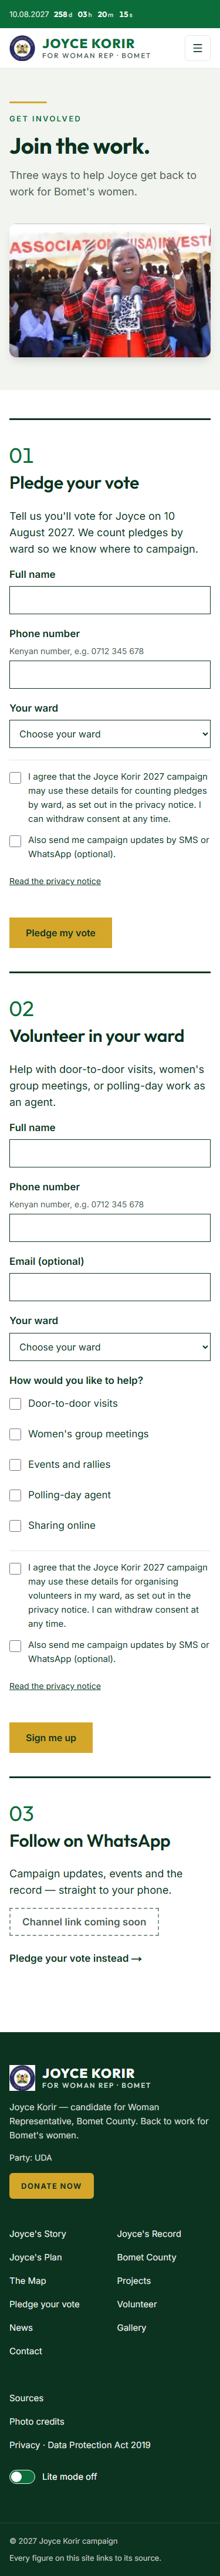 10.08.2027 258 d 03 h 20 m 15 s
JOYCE KORIR
FOR WOMAN REP · BOMET
GET INVOLVED
Join the work.
Three ways to help Joyce get back to
work for Bomet's women.
ASSOCIATION
INVEST
01
Pledge your vote
Tell us you'll vote for Joyce on 10
August 2027. We count pledges by
ward so we know where to campaign.
Full name
Phone number
Kenyan number, e.g. 0712 345 678
Your ward
Choose your ward
I agree that the Joyce Korir 2027 campaign
may use these details for counting pledges
by ward, as set out in the privacy notice. I
can withdraw consent at any time.
Also send me campaign updates by SMS or
WhatsApp (optional).
Read the privacy notice
Pledge my vote
02
Volunteer in your ward
Help with door-to-door visits, women's
group meetings, or polling-day work as
an agent.
Full name
Phone number
Kenyan number, e.g. 0712 345 678
Email (optional)
Your ward
Choose your ward
How would you like to help?
Door-to-door visits
Women's group meetings
Events and rallies
Polling-day agent
Sharing online
I agree that the Joyce Korir 2027 campaign
may use these details for organising
volunteers in my ward, as set out in the
privacy notice. I can withdraw consent at
any time.
Also send me campaign updates by SMS or
WhatsApp (optional).
Read the privacy notice
Sign me up
03
Follow on WhatsApp
Campaign updates, events and the
record — straight to your phone.
Channel link coming soon
Pledge your vote instead →
JOYCE KORIR
FOR WOMAN REP · BOMET
Joyce Korir — candidate for Woman
Representative, Bomet County. Back to work for
Bomet's women.
Party: UDA
DONATE NOW
Joyce's Story Joyce's Record
Joyce's Plan Bomet County
The Map Projects
Pledge your vote Volunteer
News Gallery
Contact
Sources
Photo credits
Privacy · Data Protection Act 2019
Lite mode off
© 2027 Joyce Korir campaign
Every figure on this site links to its source.